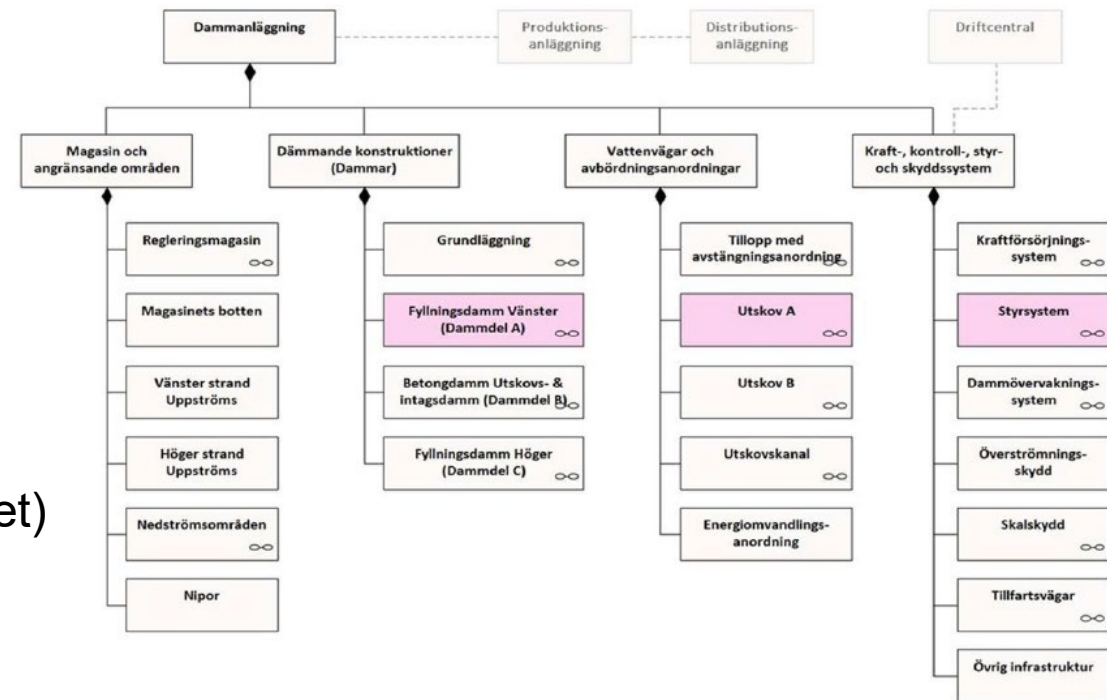 Dammanläggning
Produktions-
anläggning
Distributions-
anläggning
Driftcentral
Magasin och
angränsande områden
Dämmande konstruktioner
(Dammar)
Vattenvägar och
avbördningsanordningar
Kraft-, kontroll-, styr-
och skyddssystem
Regleringsmagasin
Magasinets botten
Vänster strand
Uppströms
Höger strand
Uppströms
Nedströmsområden
Nipor
Grundläggning
Fyllningsdamm Vänster
(Dammdel A)
Betongdamm Utskovs- &
intagsdamm (Dammdel B)
Fyllningsdamm Höger
(Dammdel C)
Tillopp med
avstängningsanordning
Utskov A
Utskov B
Utskovskanal
Energiomvandlings-
anordning
Kraftförsörjnings-
system
Styrsystem
Dammövervaknings-
system
Överströmnings-
skydd
Skalskydd
Tillfartsvägar
Övrig infrastruktur
et)